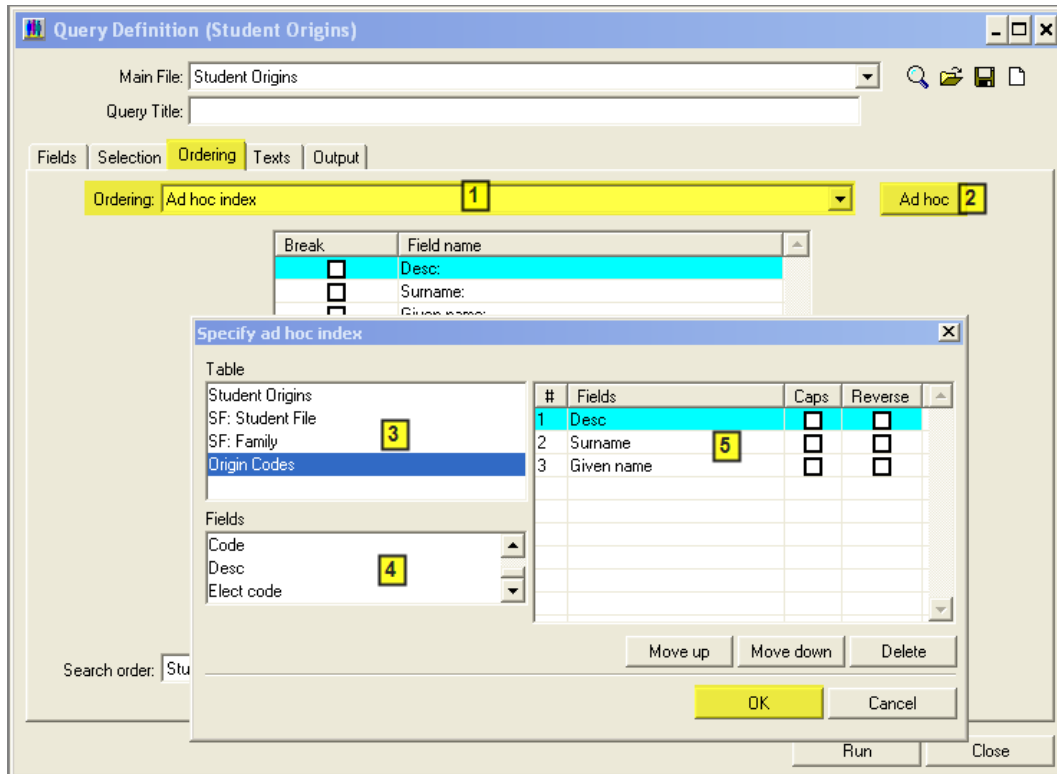 Query Definition (Student Origins)
Main File: Student Origins
Query Title:
Fields Selection Ordering Texts Output
Ordering: Ad hoc index 1 Ad hoc 2
Break Field name
Desc:
Surname:
Given name:
Specify ad hoc index
Table
Student Origins
SF: Student File
SF: Family
Origin Codes
3
# Fields Caps Reverse
1 Desc
2 Surname
3 Given name
5
Fields
Code
Desc
Elect code
4
Move up Move down Delete
Search order: Stu
OK Cancel
Run Close